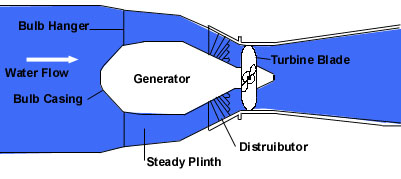 Bulb Hanger
Water Flow
Generator
Turbine Blade
Bulb Casing
Steady Plinth
Distruibutor